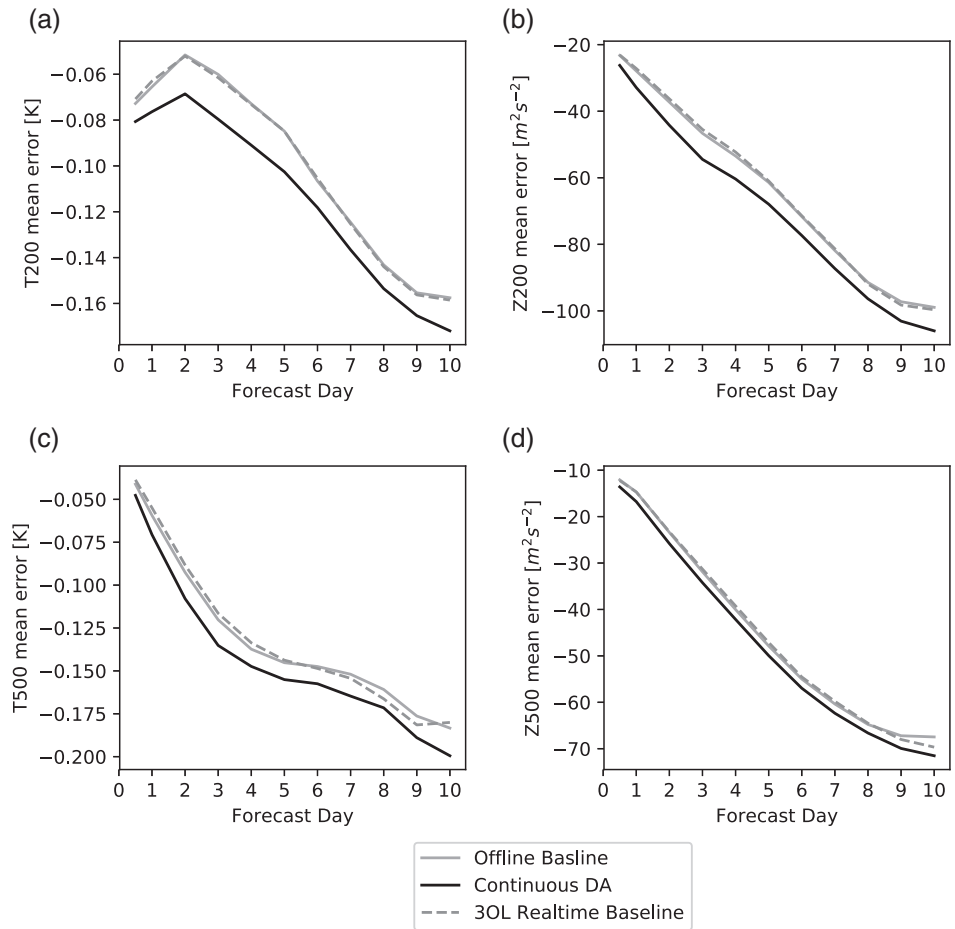 (a)
T200 mean error [K]
−0.06
−0.08
−0.10
−0.12
−0.14
−0.16
0 1 2 3 4 5 6 7 8 9 10
Forecast Day
(b)
Z200 mean error [m²s⁻²]
−20
−40
−60
−80
−100
0 1 2 3 4 5 6 7 8 9 10
Forecast Day
(c)
T500 mean error [K]
−0.050
−0.075
−0.100
−0.125
−0.150
−0.175
−0.200
0 1 2 3 4 5 6 7 8 9 10
Forecast Day
(d)
Z500 mean error [m²s⁻²]
−10
−20
−30
−40
−50
−60
−70
0 1 2 3 4 5 6 7 8 9 10
Forecast Day
Offline Basline
Continuous DA
3OL Realtime Baseline